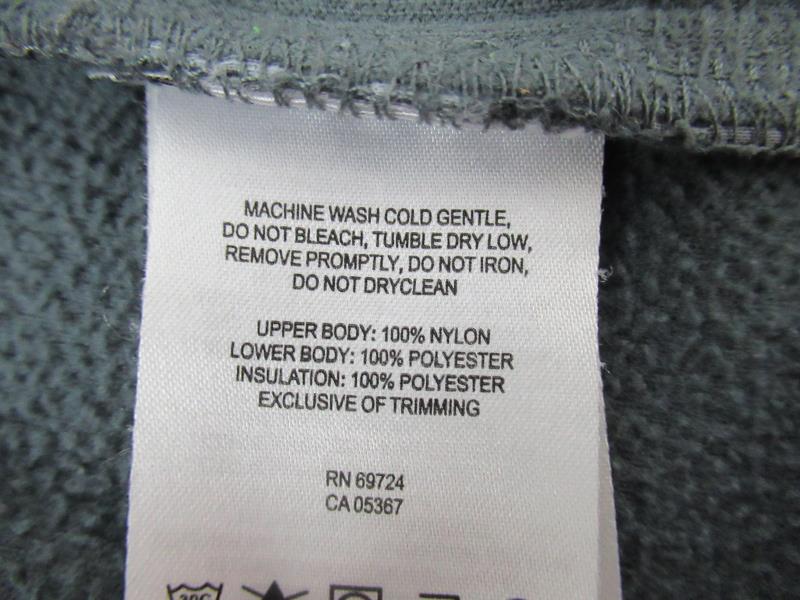 MACHINE WASH COLD GENTLE,
DO NOT BLEACH, TUMBLE DRY LOW,
REMOVE PROMPTLY, DO NOT IRON,
DO NOT DRYCLEAN
UPPER BODY: 100% NYLON
LOWER BODY: 100% POLYESTER
INSULATION: 100% POLYESTER
EXCLUSIVE OF TRIMMING
RN 69724
CA 05367
30C